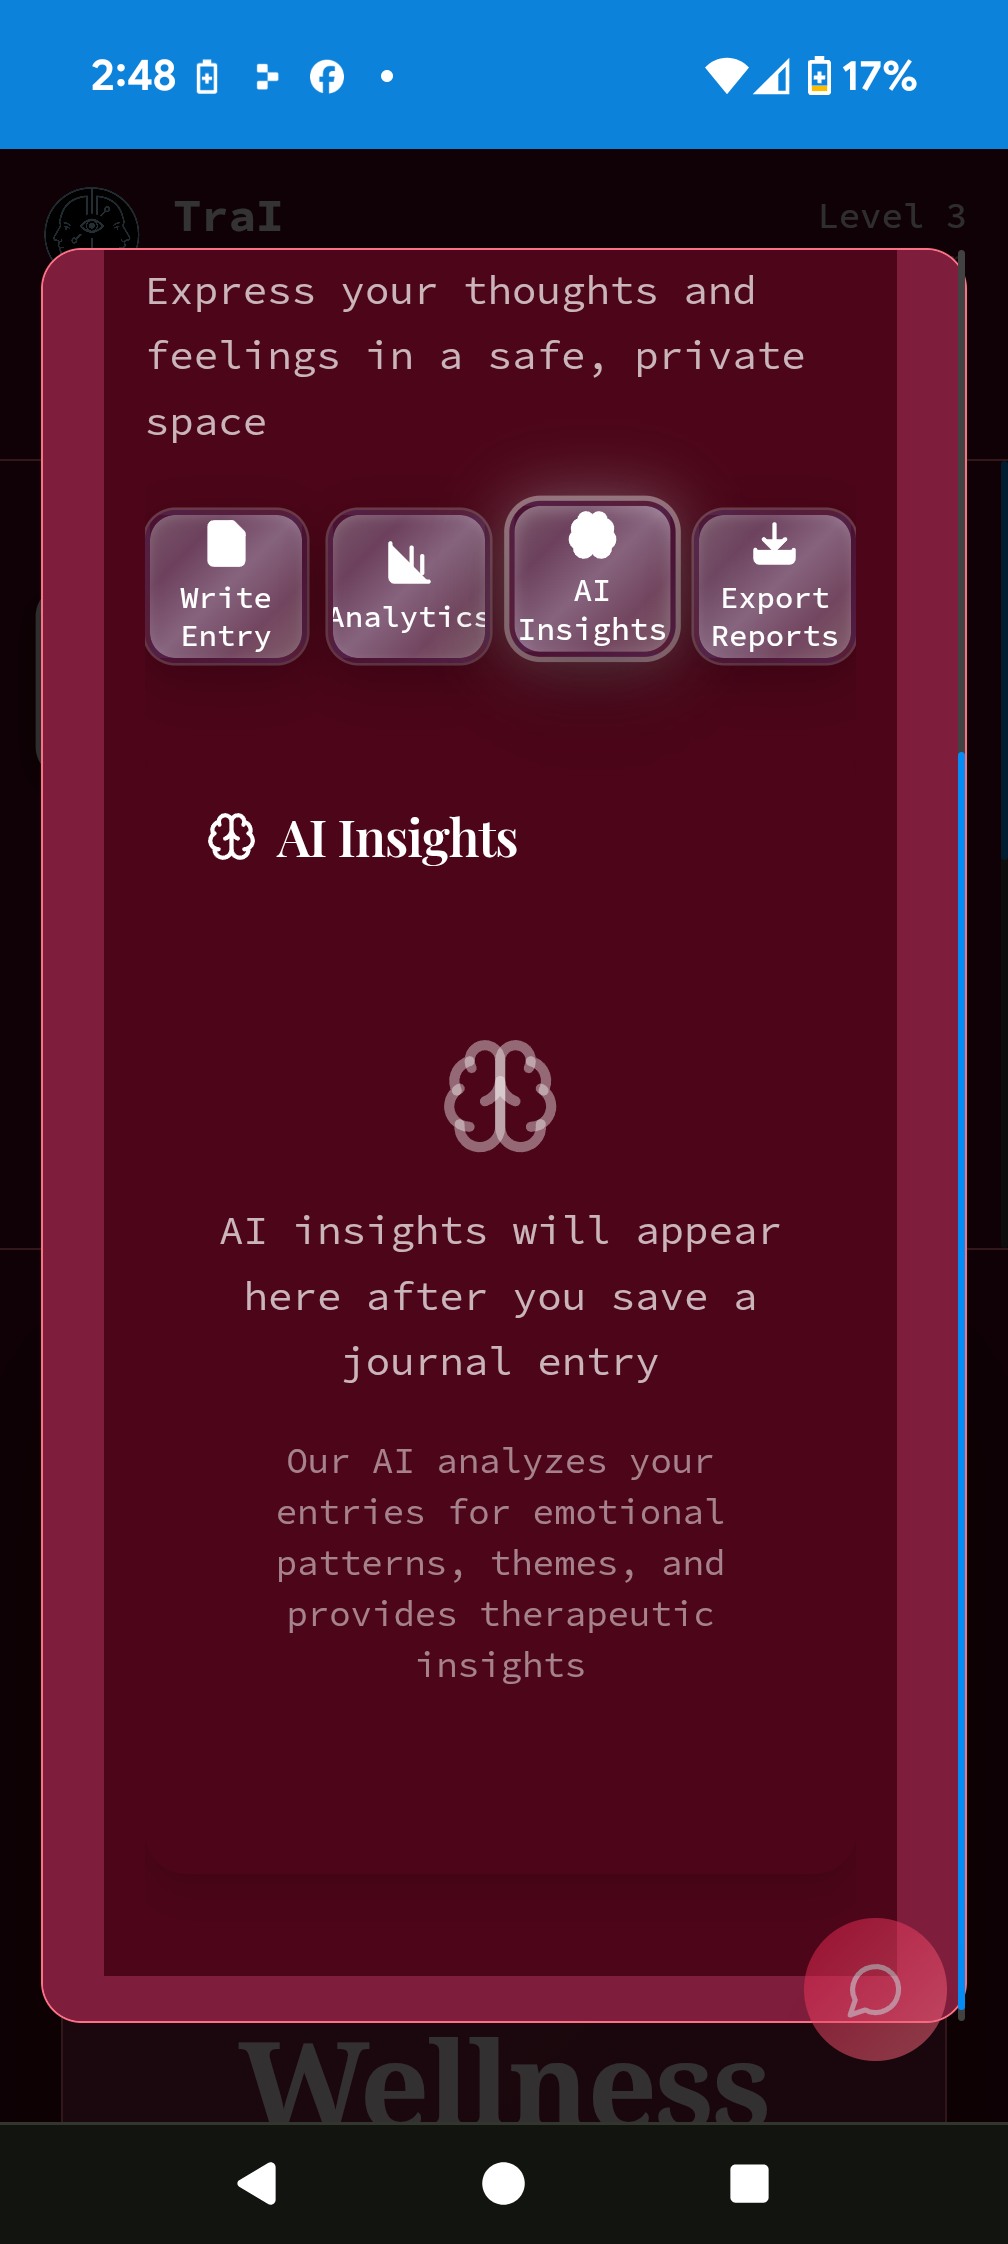 2:48
17%
TraI
Level 3
Express your thoughts and
feelings in a safe, private
space
Write
Entry
Analytics
AI
Insights
Export
Reports
AI Insights
AI insights will appear
here after you save a
journal entry
Our AI analyzes your
entries for emotional
patterns, themes, and
provides therapeutic
insights
Wellness